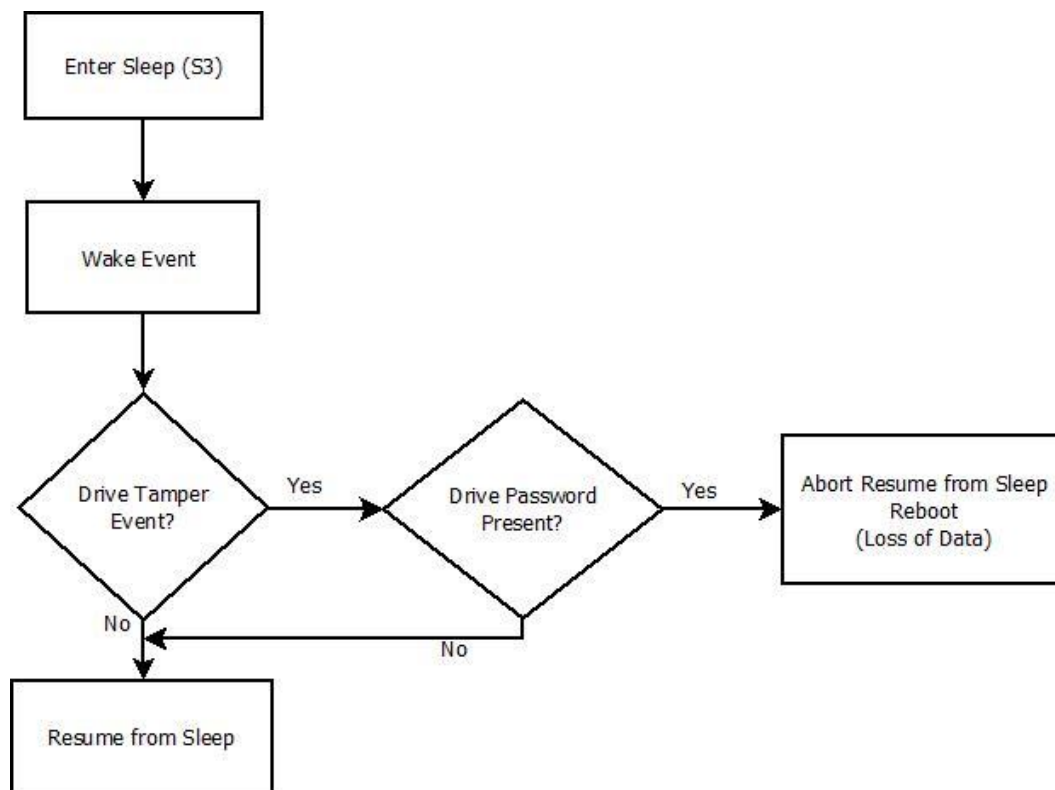 Enter Sleep (S3)
Wake Event
Drive Tamper
Event?
Yes
Drive Password
Present?
Yes
Abort Resume from Sleep
Reboot
(Loss of Data)
No
No
Resume from Sleep